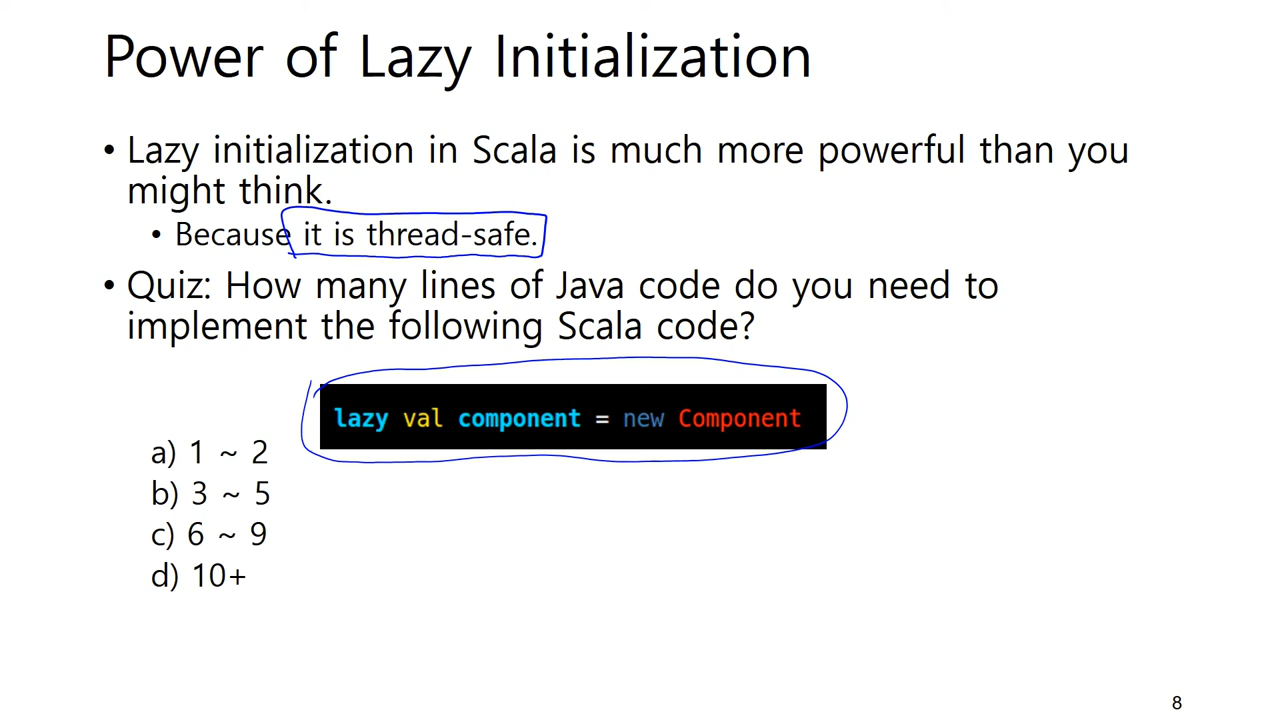 Power of Lazy Initialization
• Lazy initialization in Scala is much more powerful than you
might think.
• Because it is thread-safe.
• Quiz: How many lines of Java code do you need to
implement the following Scala code?
lazy val component = new Component
a) 1 ~ 2
b) 3 ~ 5
c) 6 ~ 9
d) 10+
8